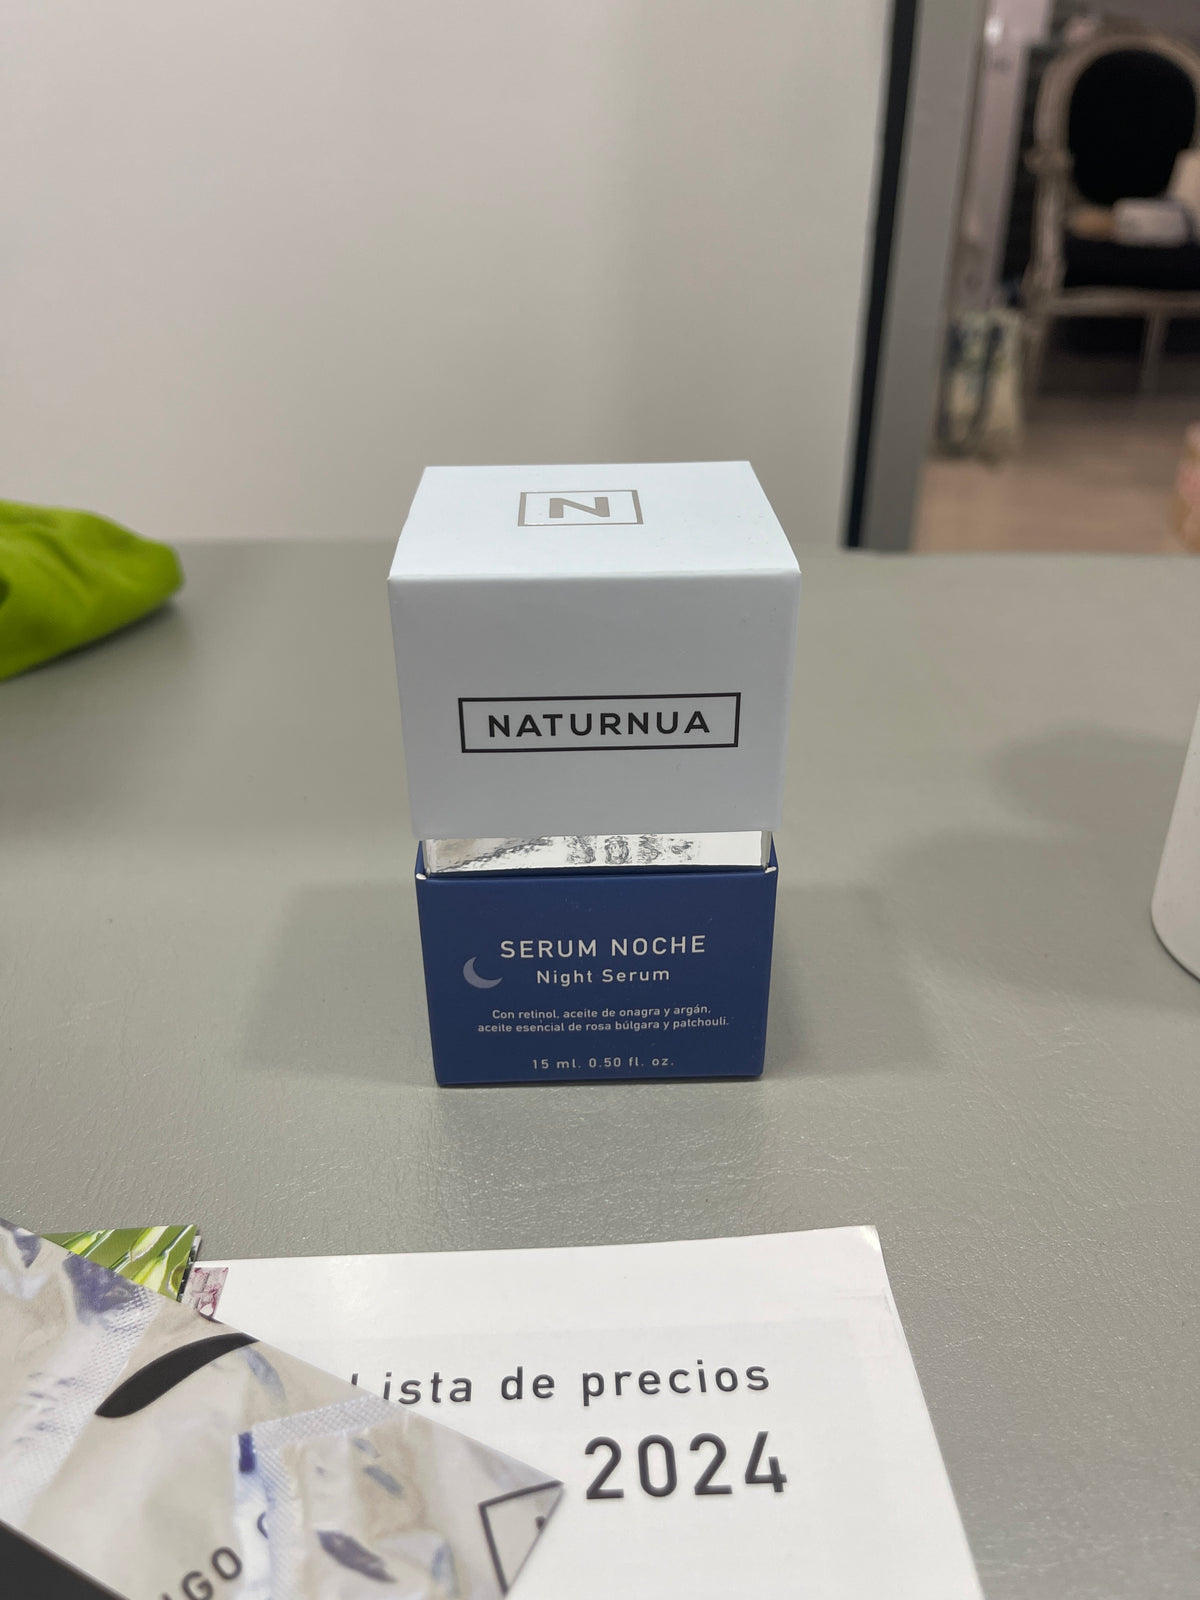 N
NATURNUA
SERUM NOCHE
Night Serum
Con retinol, aceite de onagra y argán,
aceite esencial de rosa búlgara y patchoulí.
15 ml. 0.50 fl. oz.
Lista de precios
2024